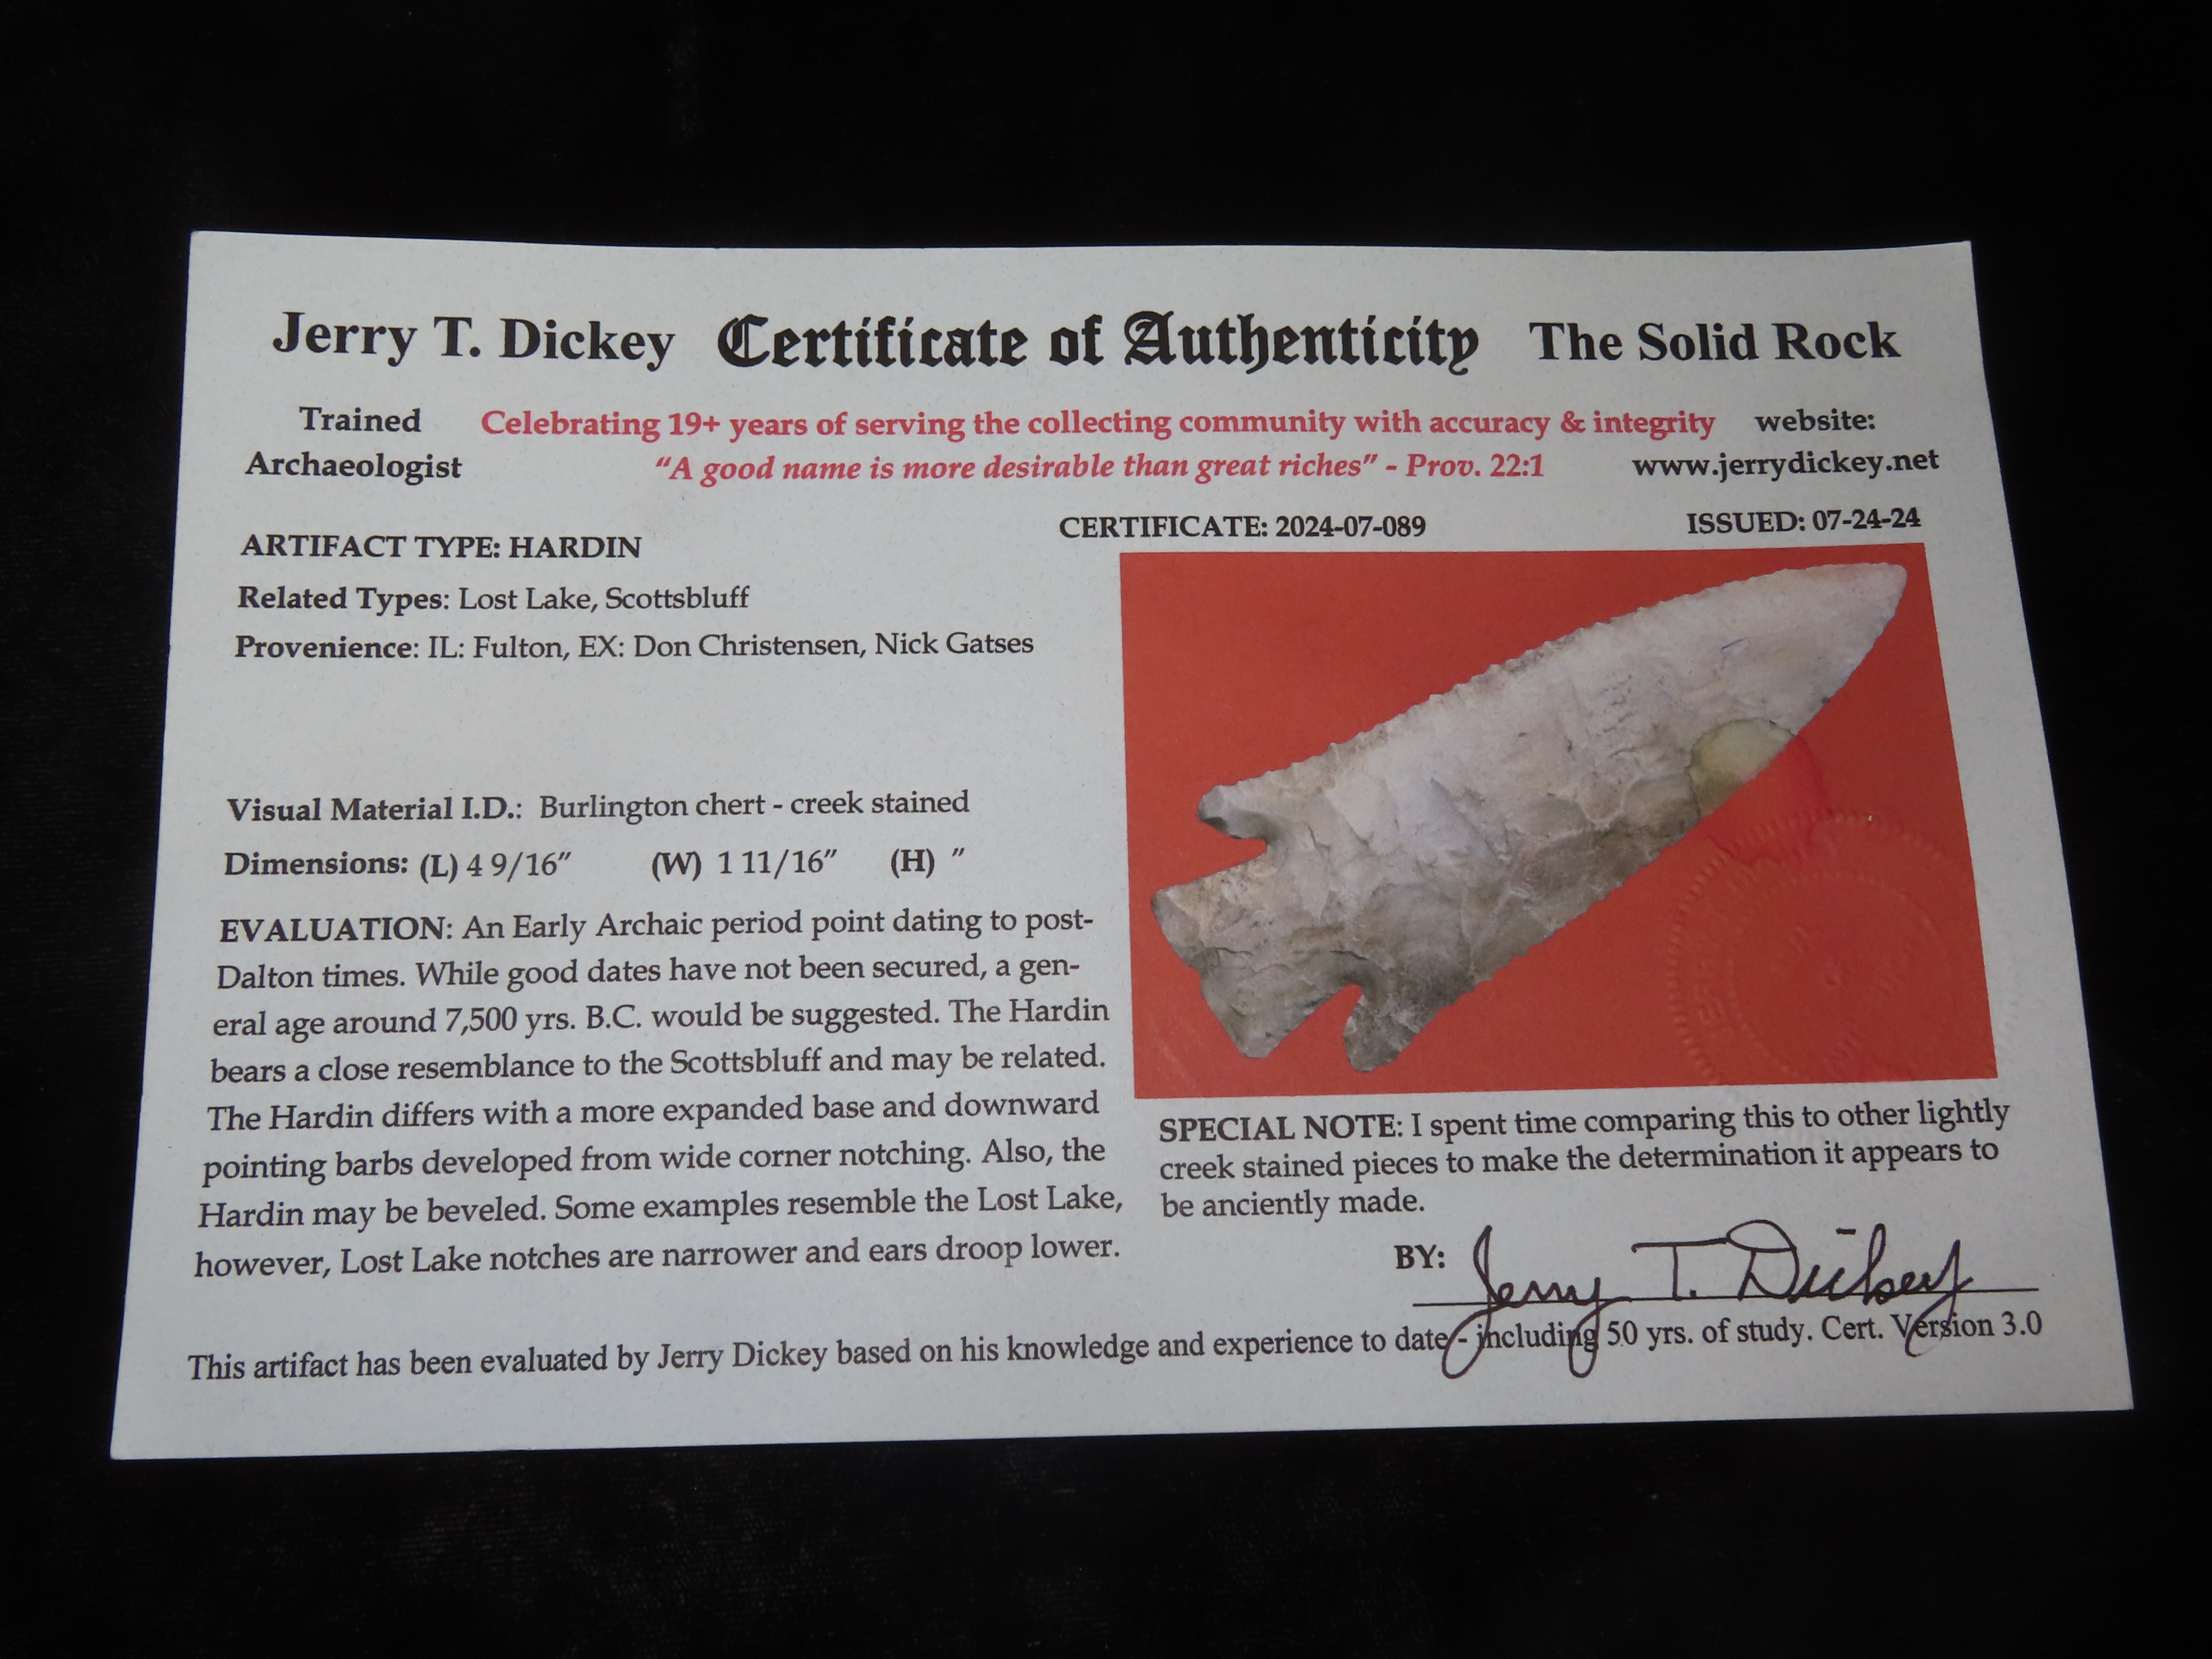 Jerry T. Dickey Certificate of Authenticity The Solid Rock
Trained Archaeologist
Celebrating 19+ years of serving the collecting community with accuracy & integrity
"A good name is more desirable than great riches" - Prov. 22:1
website:
www.jerrydickey.net
CERTIFICATE: 2024-07-089 ISSUED: 07-24-24
ARTIFACT TYPE: HARDIN
Related Types: Lost Lake, Scottsbluff
Provenience: IL: Fulton, EX: Don Christensen, Nick Gatses
Visual Material I.D.: Burlington chert - creek stained
Dimensions: (L) 4 9/16" (W) 1 11/16" (H) "
EVALUATION: An Early Archaic period point dating to post-
Dalton times. While good dates have not been secured, a gen-
eral age around 7,500 yrs. B.C. would be suggested. The Hardin
bears a close resemblance to the Scottsbluff and may be related.
The Hardin differs with a more expanded base and downward
pointing barbs developed from wide corner notching. Also, the
Hardin may be beveled. Some examples resemble the Lost Lake,
however, Lost Lake notches are narrower and ears droop lower.
SPECIAL NOTE: I spent time comparing this to other lightly
creek stained pieces to make the determination it appears to
be anciently made.
BY: Jerry T. Dickey
This artifact has been evaluated by Jerry Dickey based on his knowledge and experience to date - including 50 yrs. of study. Cert. Version 3.0